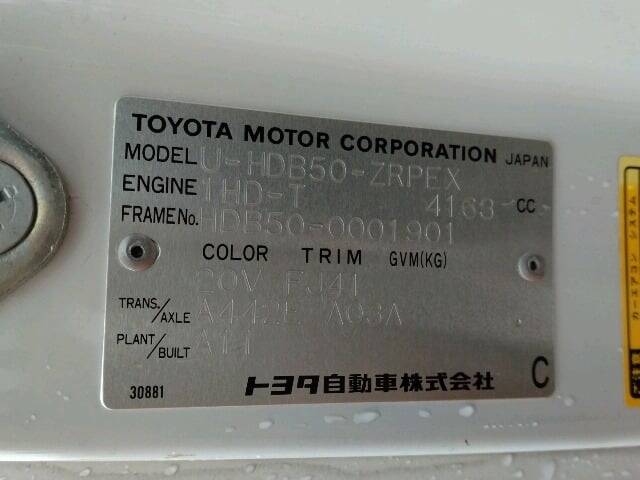 TOYOTA MOTOR CORPORATION JAPAN
MODEL U-HDB50-ZRPEX
ENGINE 1HD-T 4163 CC
FRAME No. HDB50-0001901
COLOR TRIM GVM(KG)
20V FJ41
TRANS./AXLE A442E A03A
PLANT/BUILT A11
30881 トヨタ自動車株式会社 C